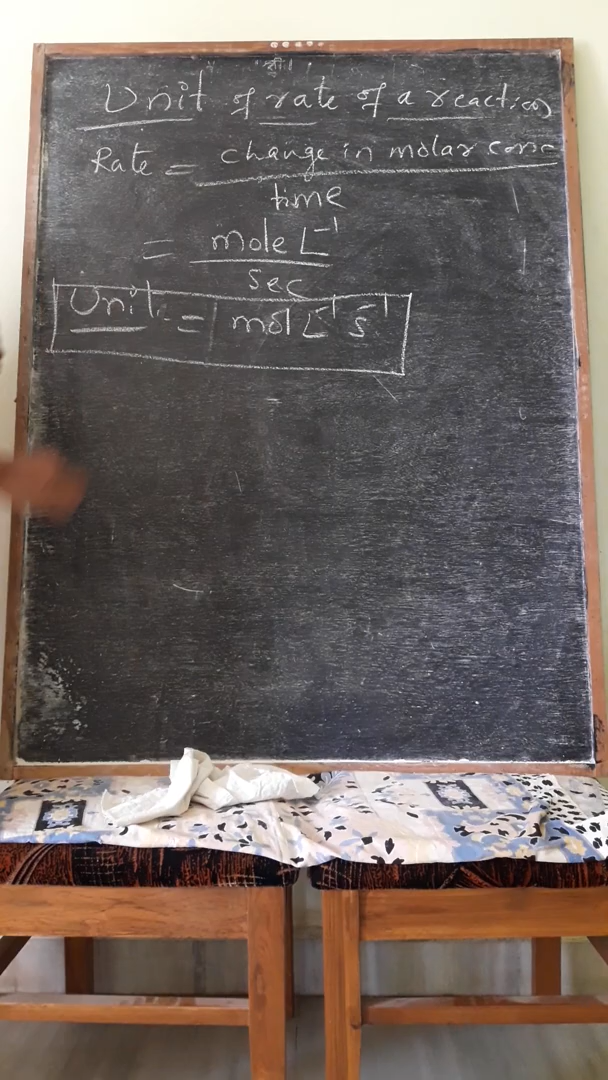 श्री
Unit of rate of a reaction
Rate = change in molar conc
time
= mole L⁻¹
sec
Unit = mol L⁻¹ s⁻¹